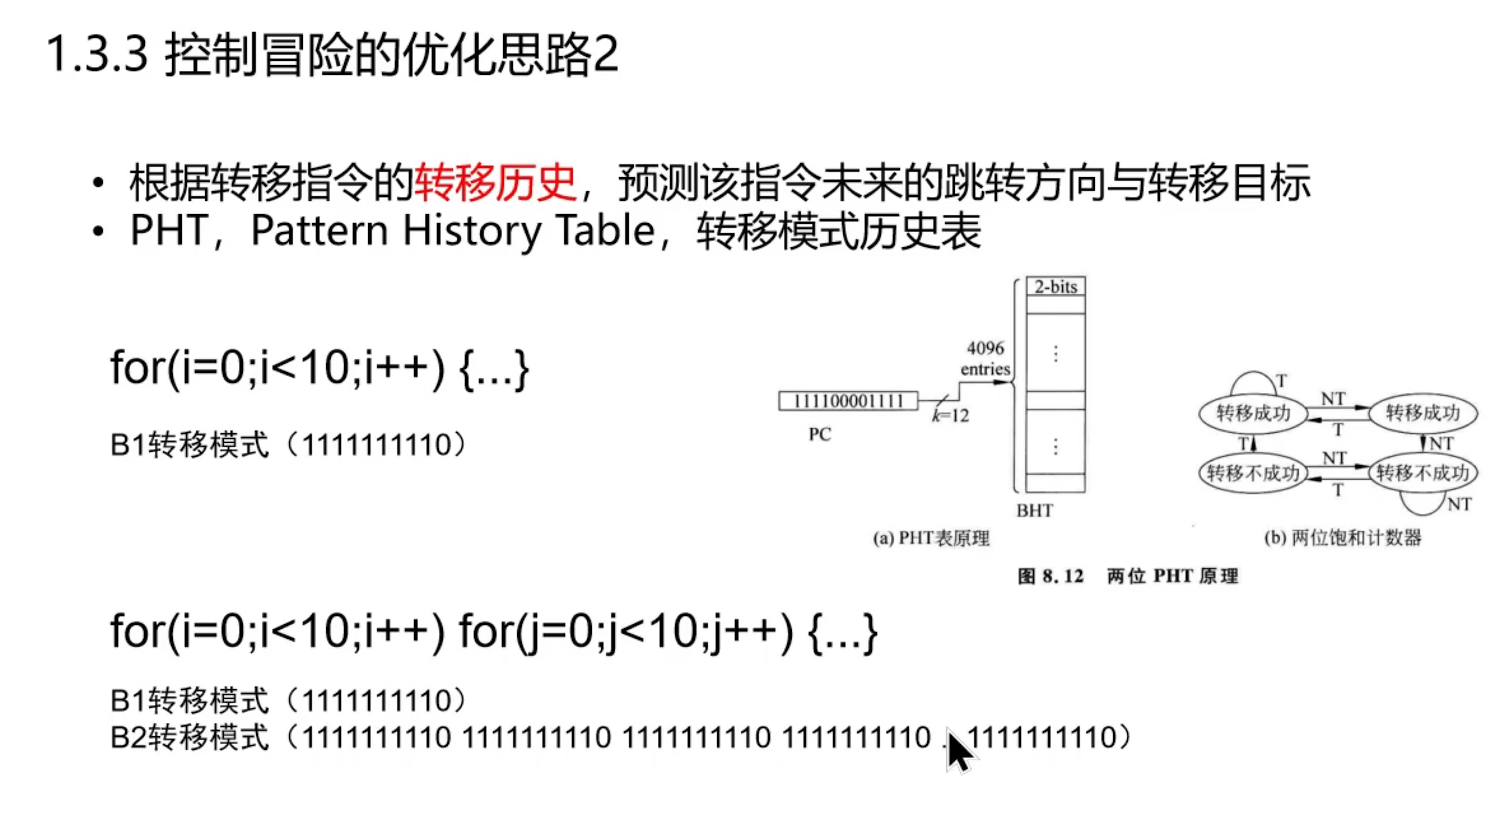 1.3.3 控制冒险的优化思路2
• 根据转移指令的转移历史，预测该指令未来的跳转方向与转移目标
• PHT，Pattern History Table，转移模式历史表
for(i=0;i<10;i++) {...}
B1转移模式（1111111110）
2-bits
⋮
4096
entries
111100001111
k=12
PC
⋮
BHT
(a) PHT表原理
T
转移成功
NT
T
转移成功
T
NT
转移不成功
NT
T
转移不成功
NT
(b) 两位饱和计数器
图 8.12 两位 PHT 原理
for(i=0;i<10;i++) for(j=0;j<10;j++) {...}
B1转移模式（1111111110）
B2转移模式（1111111110 1111111110 1111111110 1111111110 . 1111111110）